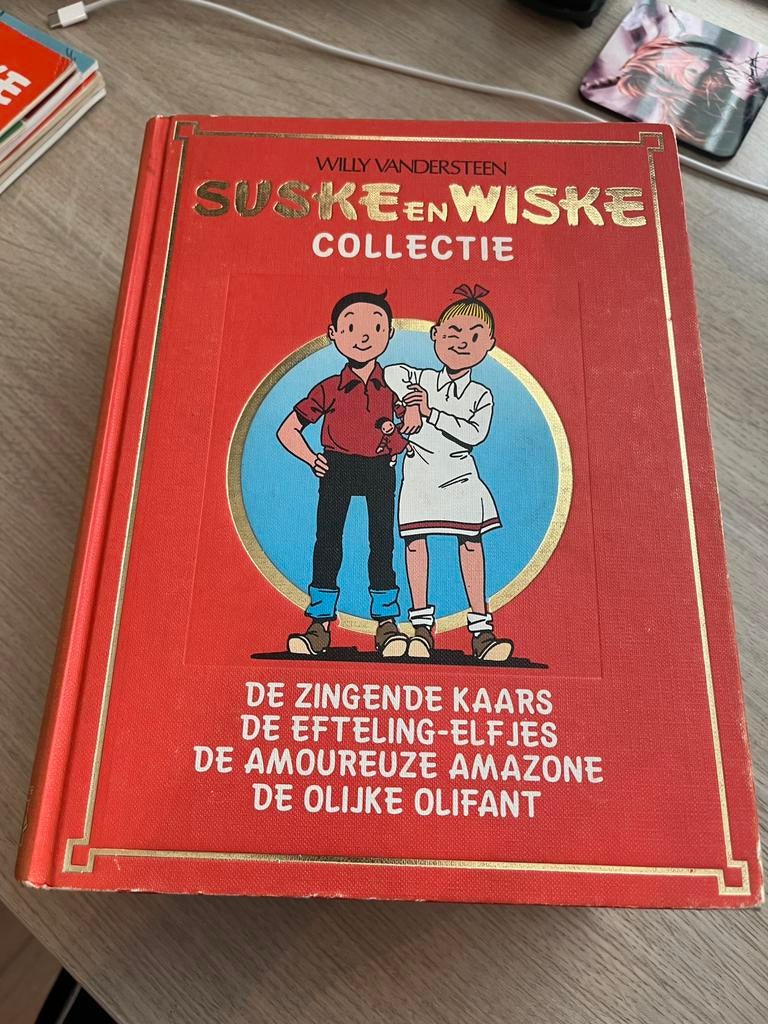 WILLY VANDERSTEEN
SUSKE EN WISKE
COLLECTIE
DE ZINGENDE KAARS
DE EFTELING-ELFJES
DE AMOUREUZE AMAZONE
DE OLIJKE OLIFANT